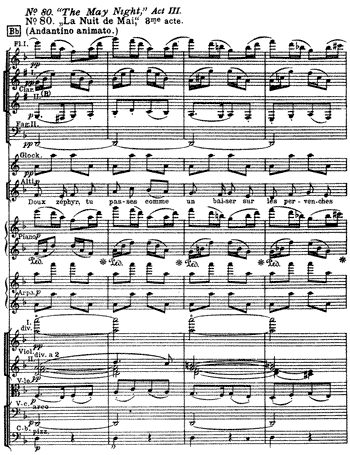 No. 80. "The May Night," Act III.
No. 80. „La Nuit de Mai," 3me acte.
Bb (Andantino animato.)
Fl. I.
pp
I.
Clar.
II. (B)
pp
Fag. II.
pp
Glock.
pp
Alti. p
Doux zéphyr, tu pas-ses comme un bai-ser sur les per-ven-ches
Piano.
pp
Ped. * Ped. * Ped. * Ped. *
Arpa. p
I.
div.
pp
Viol.
II. div. a 2
pp
V-le
pp
V-c. arco
pp
C-b. pizz.
p